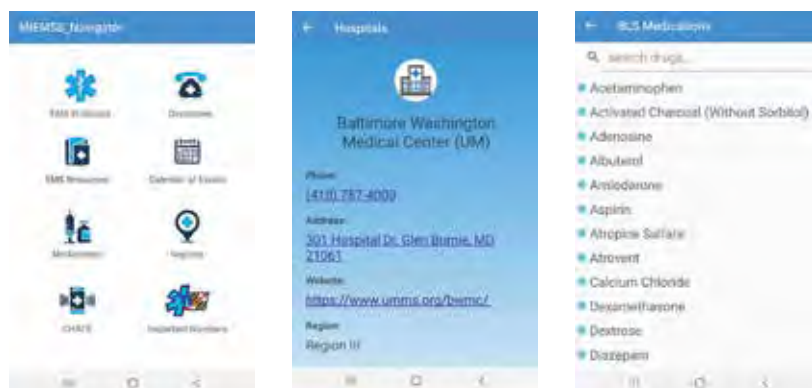 MIEMSS_Navigator
EMS Protocols
Directories
EMS Resources
Calendar of Events
Medications
Regions
CHATS
Important Numbers
Hospitals
Baltimore Washington
Medical Center (UM)
Phone:
(410) 787-4000
Address:
301 Hospital Dr, Glen Burnie, MD
21061
Website:
https://www.umms.org/bwmc/
Region:
Region III
BLS Medications
search drugs...
Acetaminophen
Activated Charcoal (Without Sorbitol)
Adenosine
Albuterol
Amiodarone
Aspirin
Atropine Sulfate
Atrovent
Calcium Chloride
Dexamethasone
Dextrose
Diazepam